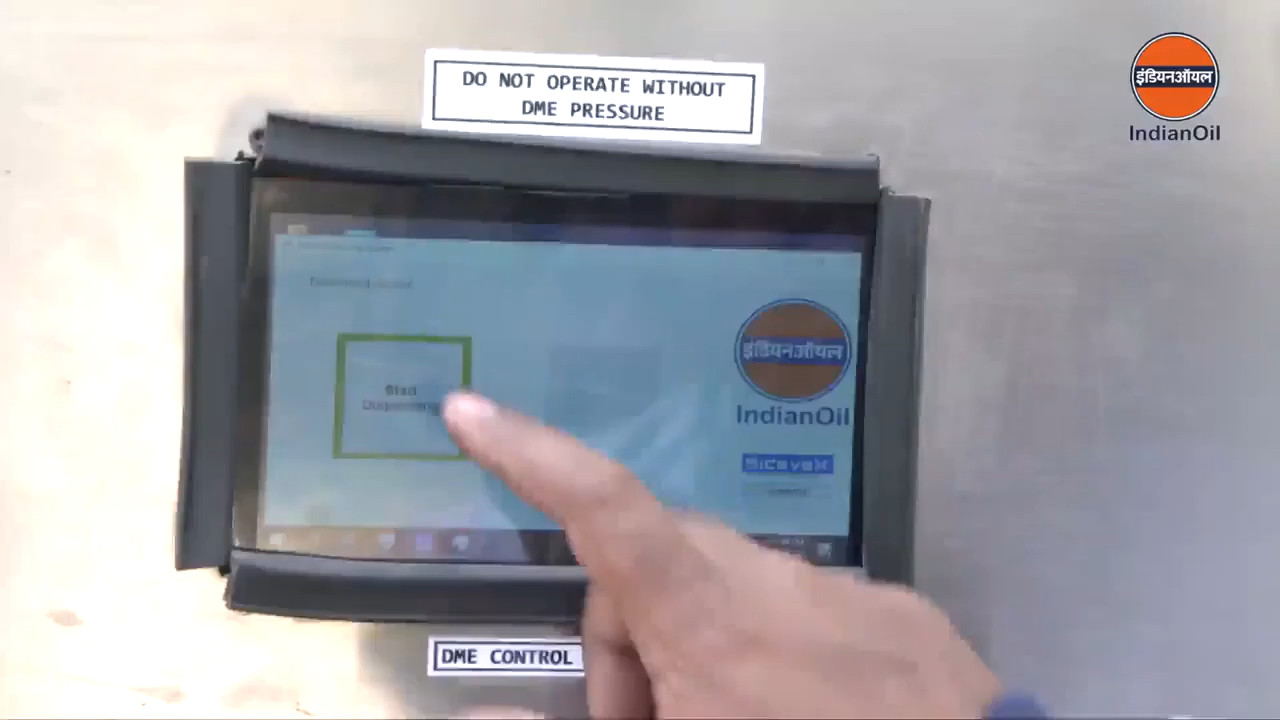 DO NOT OPERATE WITHOUT
DME PRESSURE
इंडियनऑयल
IndianOil
Start
Dispensing
इंडियनऑयल
IndianOil
DME CONTROL